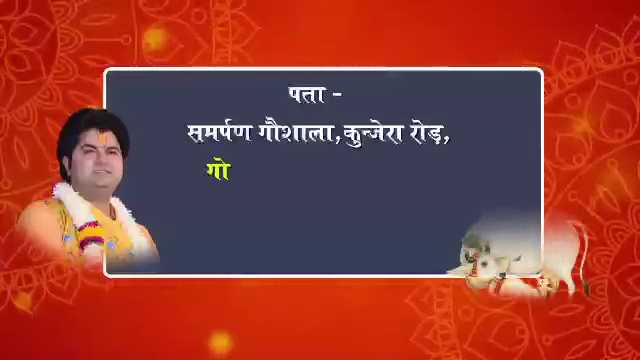 पता -
समर्पण गौशाला,कुन्जेरा रोड़,
गो